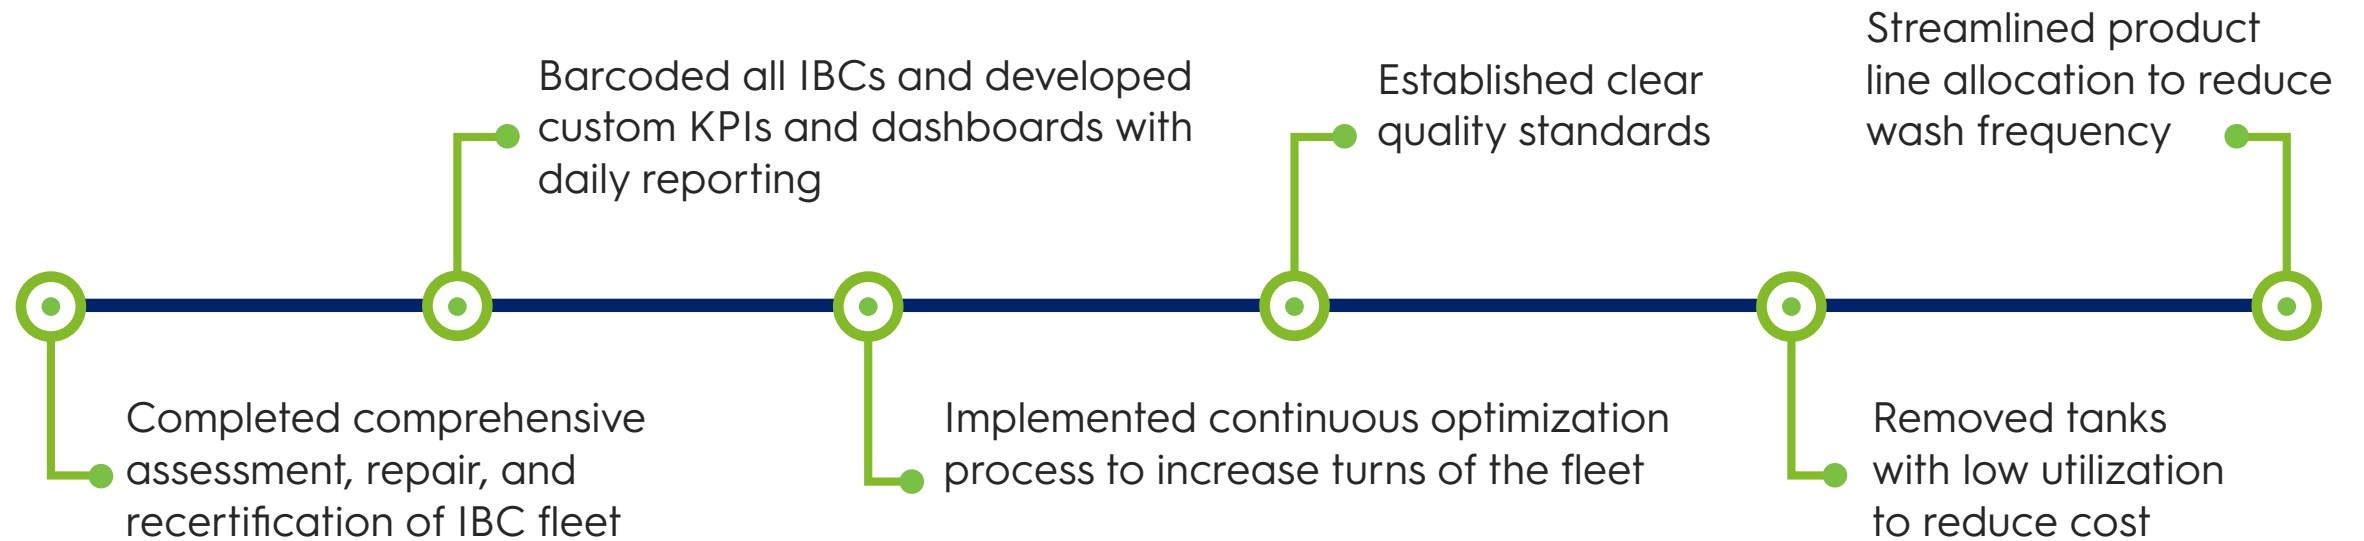 Completed comprehensive
assessment, repair, and
recertification of IBC fleet
Barcoded all IBCs and developed
custom KPIs and dashboards with
daily reporting
Implemented continuous optimization
process to increase turns of the fleet
Established clear
quality standards
Removed tanks
with low utilization
to reduce cost
Streamlined product
line allocation to reduce
wash frequency